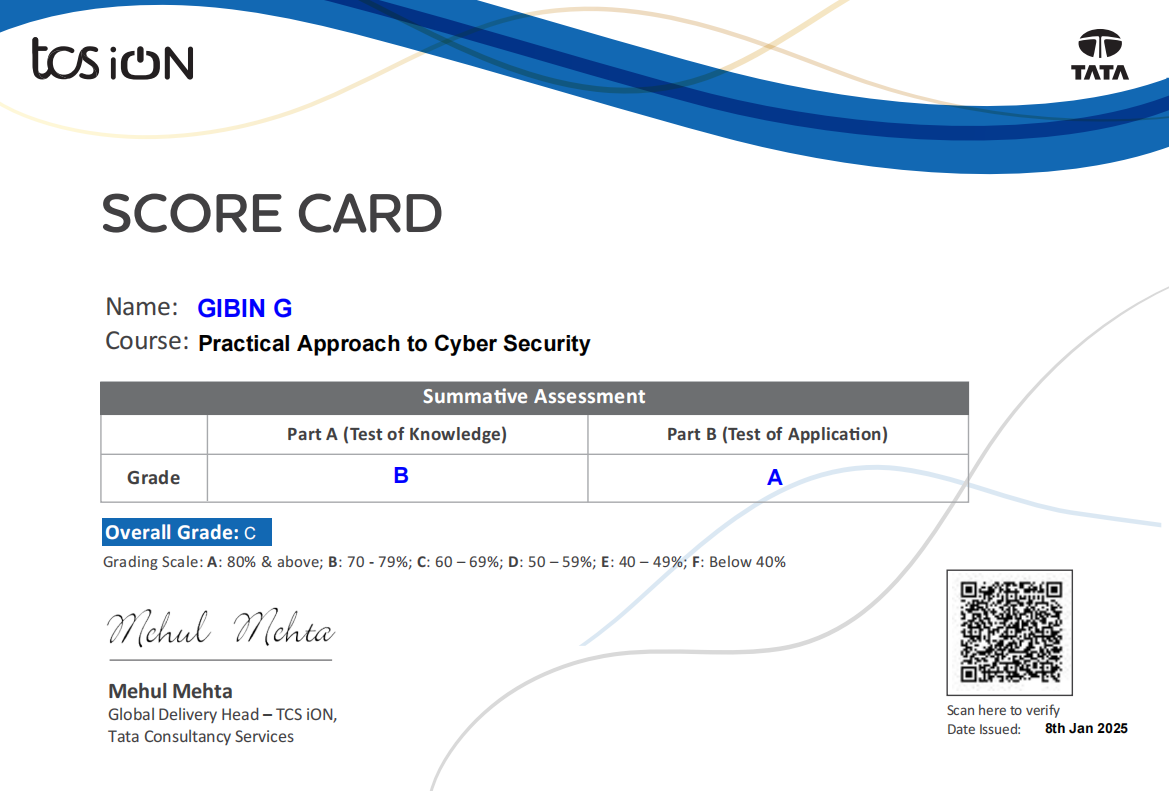 tcs iON
TATA
SCORE CARD
Name: GIBIN G
Course: Practical Approach to Cyber Security
Summative Assessment
Part A (Test of Knowledge) Part B (Test of Application)
Grade B A
Overall Grade: C
Grading Scale: A: 80% & above; B: 70 - 79%; C: 60 – 69%; D: 50 – 59%; E: 40 – 49%; F: Below 40%
Mehul Mehta
Mehul Mehta
Global Delivery Head – TCS iON,
Tata Consultancy Services
Scan here to verify
Date Issued: 8th Jan 2025